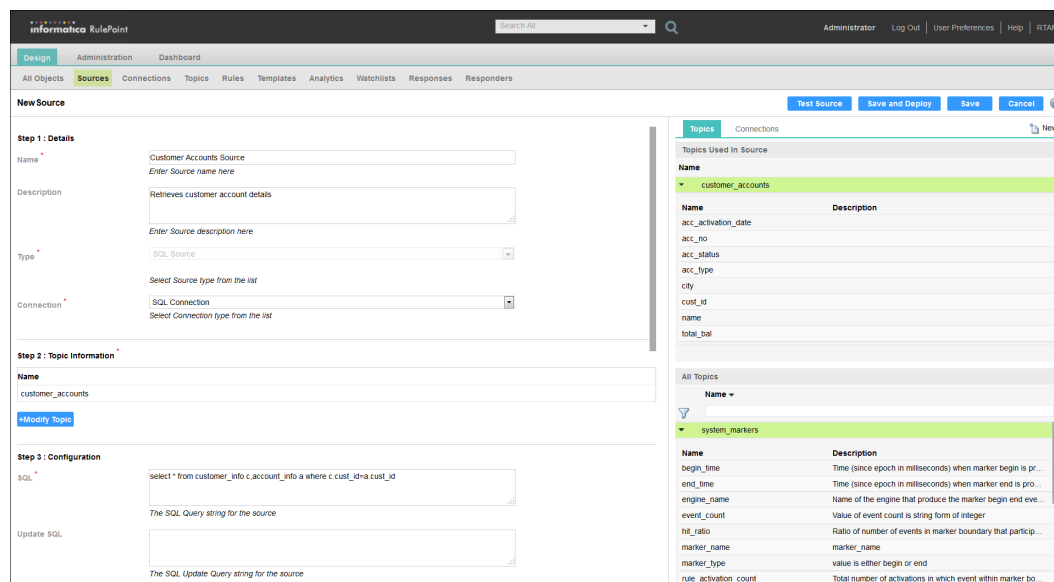 informatica RulePoint
Search All
Administrator Log Out User Preferences Help
Design Administration Dashboard
All Objects Sources Connections Topics Rules Templates Analytics Watchlists Responses Responders
New Source
Test Source Save and Deploy Save Cancel
Step 1 : Details
Name *
Customer Accounts Source
Enter Source name here
Description
Retrieves customer account details
Enter Source description here
Type *
SQL Source
Select Source type from the list
Connection *
SQL Connection
Select Connection type from the list
Step 2 : Topic Information *
Name
customer_accounts
+Modify Topic
Step 3 : Configuration
SQL *
select * from customer_info c,account_info a where c.cust_id=a.cust_id
The SQL Query string for the source
Update SQL
The SQL Update Query string for the source
Topics Connections
New
Topics Used In Source
Name
customer_accounts
Name Description
acc_activation_date
acc_no
acc_status
acc_type
city
cust_id
name
total_bal
All Topics
Name
system_markers
Name Description
begin_time Time (since epoch in milliseconds) when marker begin is pr...
end_time Time (since epoch in milliseconds) when marker end is pro...
engine_name Name of the engine that produce the marker begin end eve...
event_count Value of event count is string form of integer
hit_ratio Ratio of number of events in marker boundary that particip...
marker_name marker_name
marker_type value is either begin or end
rule_activation_count Total number of activations in which event within marker bo...